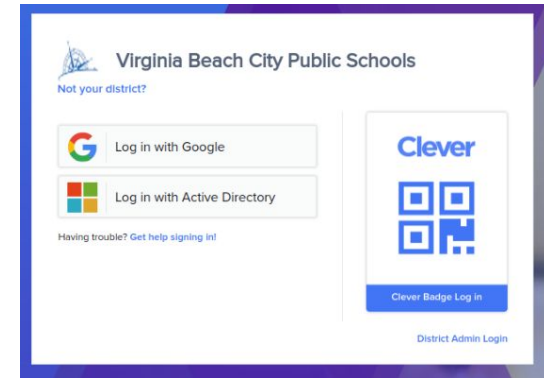 Virginia Beach City Public Schools
Not your district?
Log in with Google
Log in with Active Directory
Having trouble? Get help signing in!
Clever
Clever Badge Log in
District Admin Login